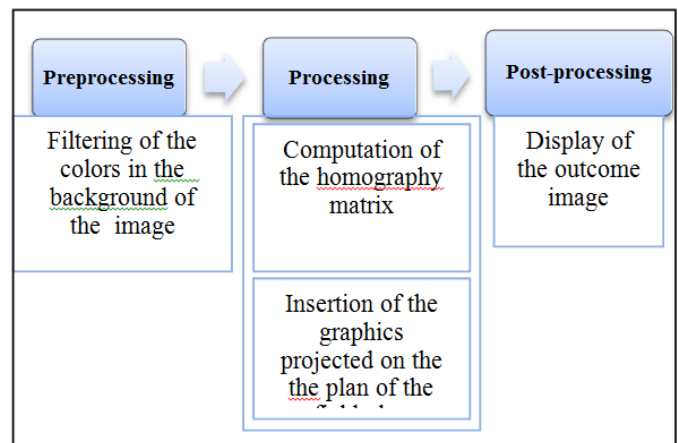 Preprocessing
Filtering of the
colors in the
background of
the image
Processing
Computation of
the homography
matrix
Insertion of the
graphics
projected on the
the plan of the
Post-processing
Display of
the outcome
image